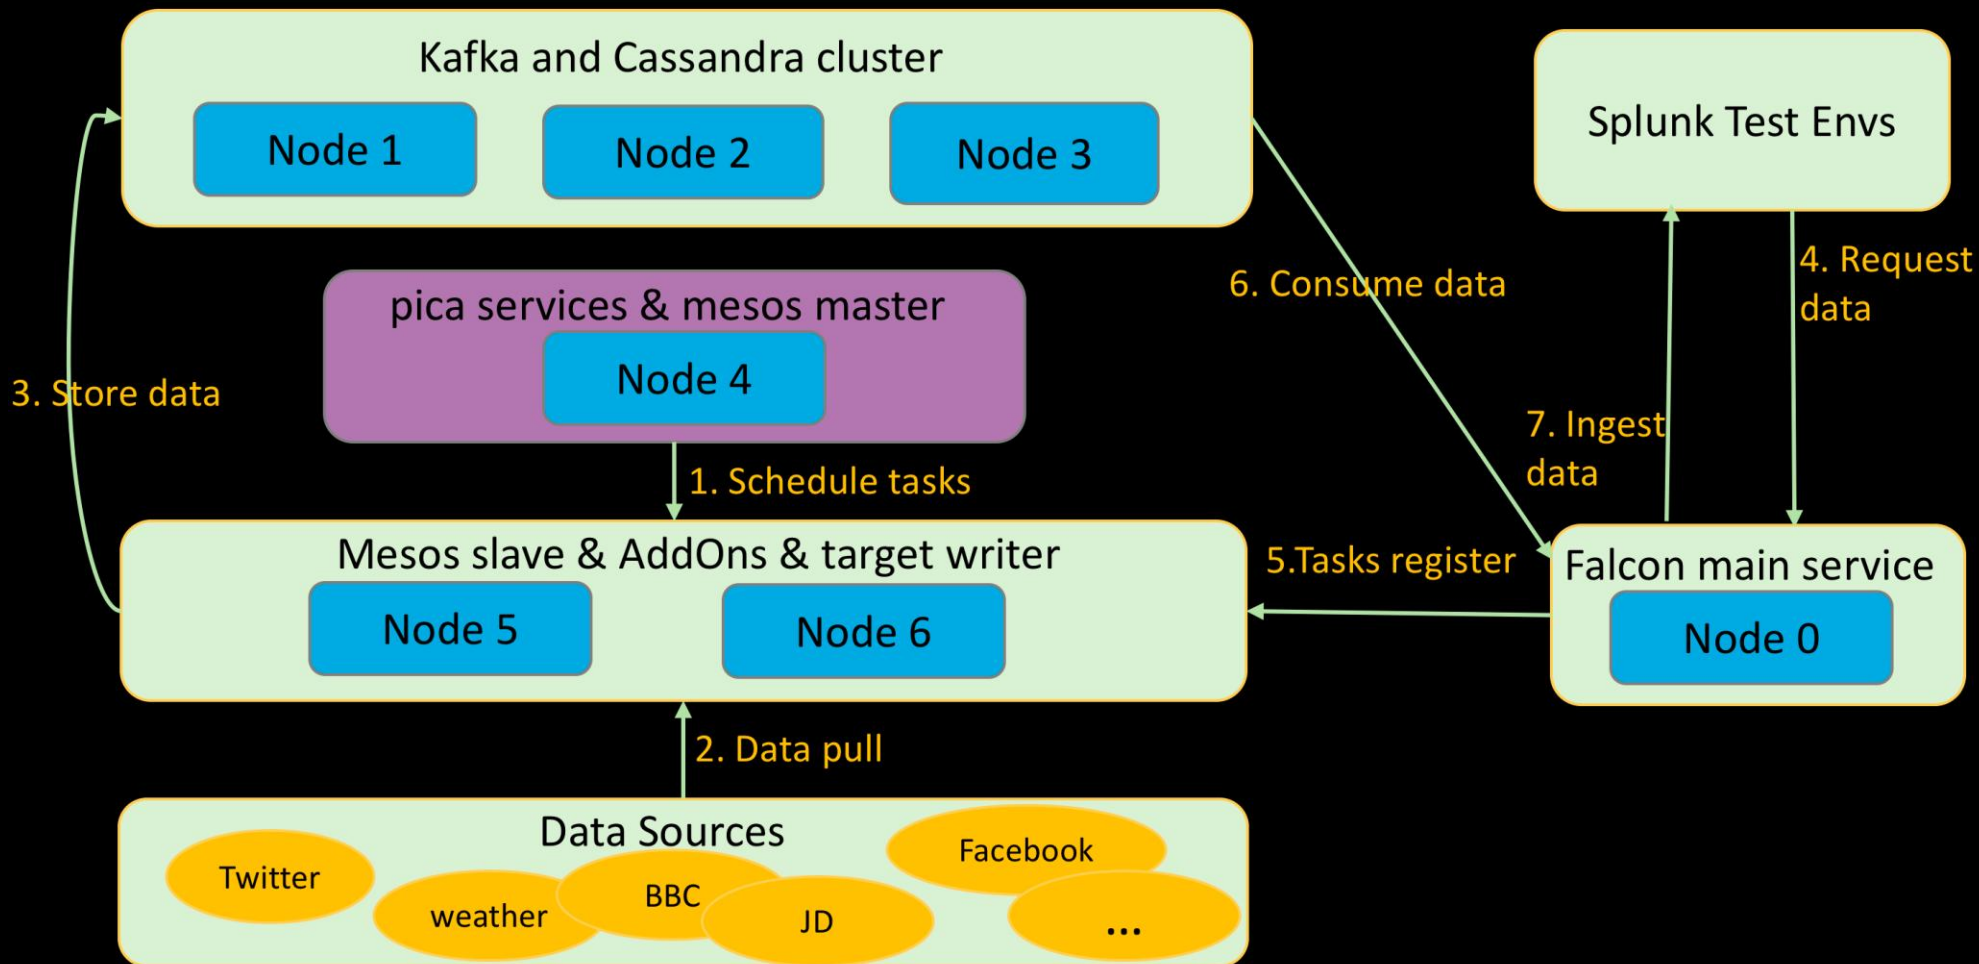 Kafka and Cassandra cluster
Node 1
Node 2
Node 3
Splunk Test Envs
4. Request
data
6. Consume data
pica services & mesos master
Node 4
3. Store data
7. Ingest
data
1. Schedule tasks
Mesos slave & AddOns & target writer
Node 5
Node 6
5.Tasks register
Falcon main service
Node 0
2. Data pull
Data Sources
Twitter
weather
BBC
JD
Facebook
...